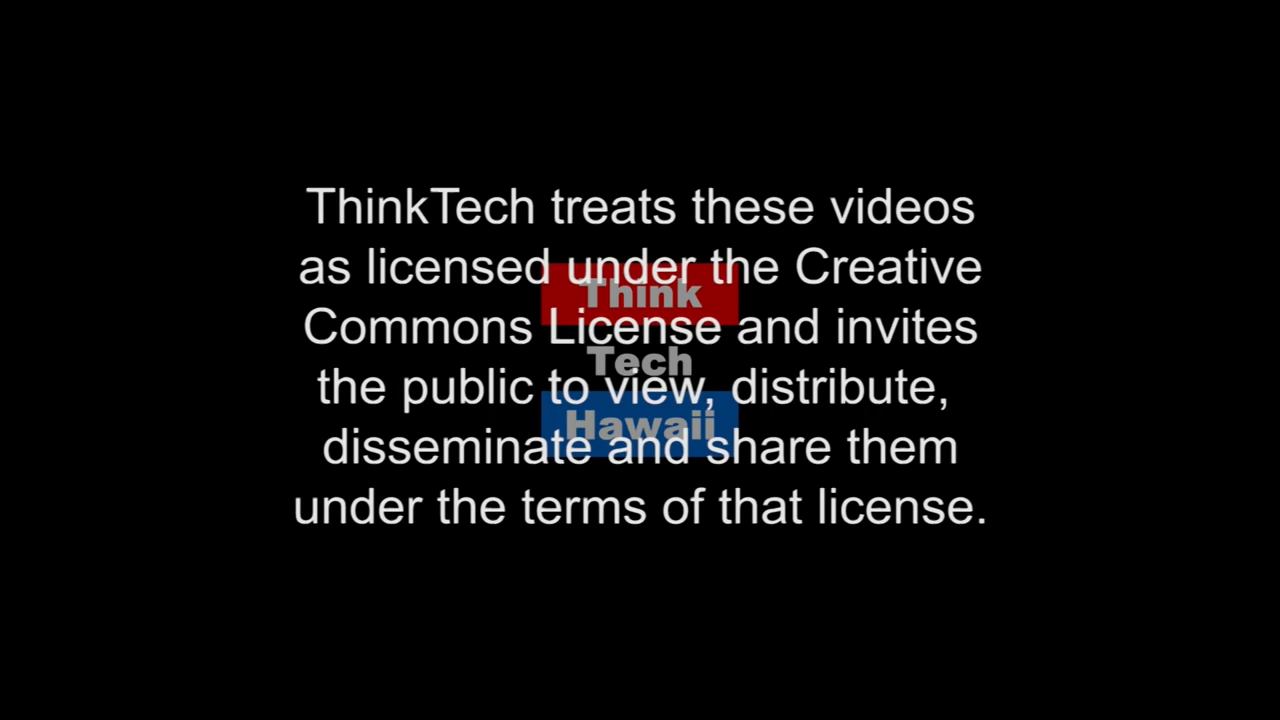 ThinkTech treats these videos
as licensed under the Creative
Think
Commons License and invites
Tech
the public to view, distribute,
Hawaii
disseminate and share them
under the terms of that license.